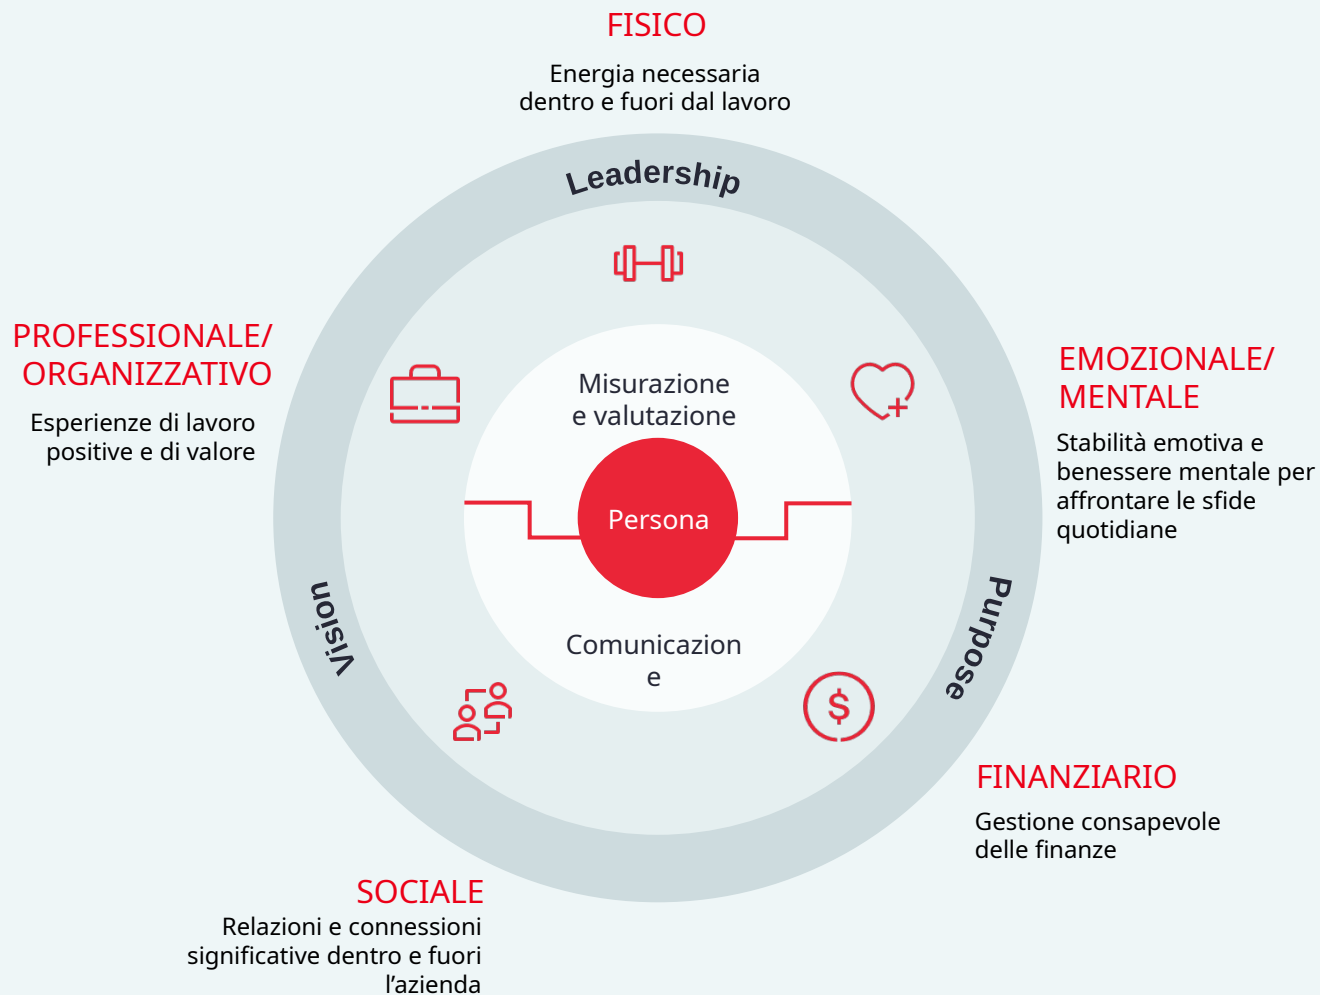 FISICO
Energia necessaria
dentro e fuori dal lavoro
Leadership
PROFESSIONALE/
ORGANIZZATIVO
Esperienze di lavoro
positive e di valore
Misurazione
e valutazione
EMOZIONALE/
MENTALE
Stabilità emotiva e
benessere mentale per
affrontare le sfide
quotidiane
Persona
Vision
Purpose
Comunicazion
e
$
FINANZIARIO
Gestione consapevole
delle finanze
SOCIALE
Relazioni e connessioni
significative dentro e fuori
l’azienda